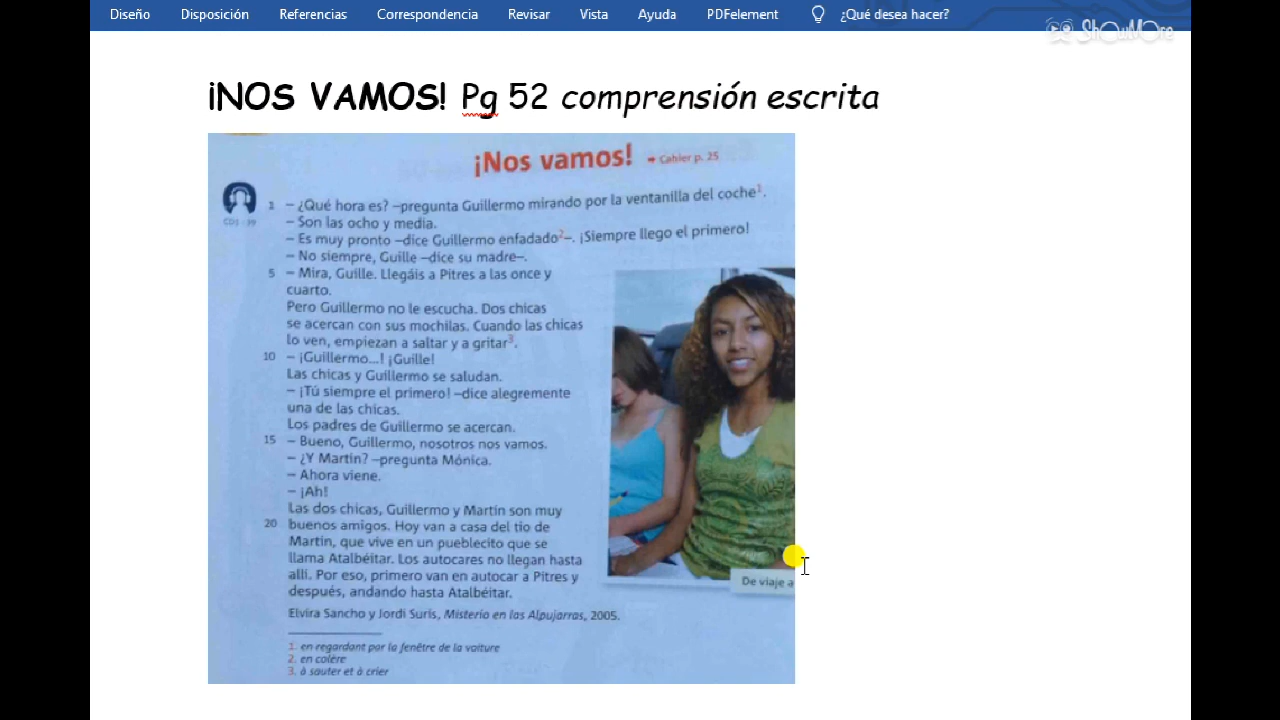 Diseño Disposición Referencias Correspondencia Revisar Vista Ayuda PDFelement ¿Qué desea hacer?
ShowMore
¡NOS VAMOS! Pg 52 comprensión escrita
¡Nos vamos! → Cahier p. 25
1 – ¿Qué hora es? –pregunta Guillermo mirando por la ventanilla del coche¹.
– Son las ocho y media.
– Es muy pronto –dice Guillermo enfadado²–. ¡Siempre llego el primero!
– No siempre, Guille –dice su madre–.
5 – Mira, Guille. Llegáis a Pitres a las once y
cuarto.
Pero Guillermo no le escucha. Dos chicas
se acercan con sus mochilas. Cuando las chicas
lo ven, empiezan a saltar y a gritar³.
10 – ¡Guillermo...! ¡Guille!
Las chicas y Guillermo se saludan.
– ¡Tú siempre el primero! –dice alegremente
una de las chicas.
Los padres de Guillermo se acercan.
15 – Bueno, Guillermo, nosotros nos vamos.
– ¿Y Martín? –pregunta Mónica.
– Ahora viene.
– ¡Ah!
Las dos chicas, Guillermo y Martín son muy
20 buenos amigos. Hoy van a casa del tío de
Martín, que vive en un pueblecito que se
llama Atalbéitar. Los autocares no llegan hasta
allí. Por eso, primero van en autocar a Pitres y
después, andando hasta Atalbéitar.
Elvira Sancho y Jordi Suris, Misterio en las Alpujarras, 2005.
1. en regardant par la fenêtre de la voiture
2. en colère
3. à sauter et à crier
De viaje a